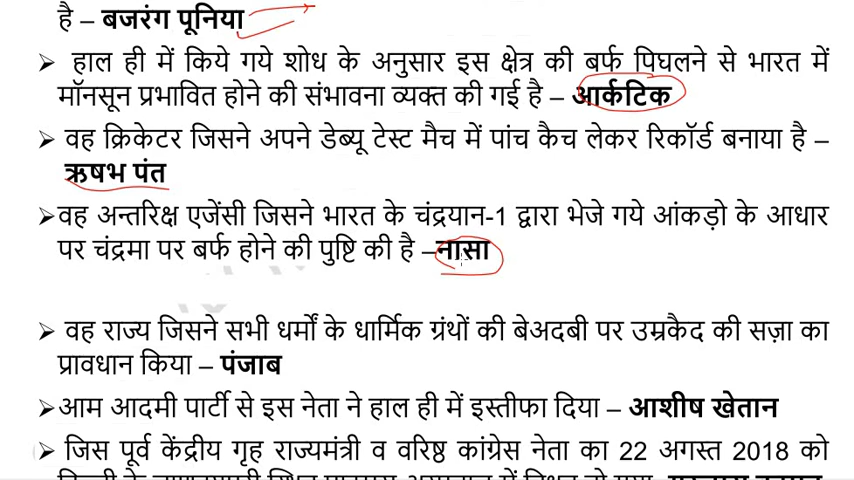 है – बजरंग पूनिया
➢ हाल ही में किये गये शोध के अनुसार इस क्षेत्र की बर्फ पिघलने से भारत में
मॉनसून प्रभावित होने की संभावना व्यक्त की गई है – आर्कटिक
➢ वह क्रिकेटर जिसने अपने डेब्यू टेस्ट मैच में पांच कैच लेकर रिकॉर्ड बनाया है –
ऋषभ पंत
➢वह अन्तरिक्ष एजेंसी जिसने भारत के चंद्रयान-1 द्वारा भेजे गये आंकड़ो के आधार
पर चंद्रमा पर बर्फ होने की पुष्टि की है –नासा
➢ वह राज्य जिसने सभी धर्मों के धार्मिक ग्रंथों की बेअदबी पर उम्रकैद की सज़ा का
प्रावधान किया – पंजाब
➢आम आदमी पार्टी से इस नेता ने हाल ही में इस्तीफा दिया – आशीष खेतान
➢ जिस पूर्व केंद्रीय गृह राज्यमंत्री व वरिष्ठ कांग्रेस नेता का 22 अगस्त 2018 को